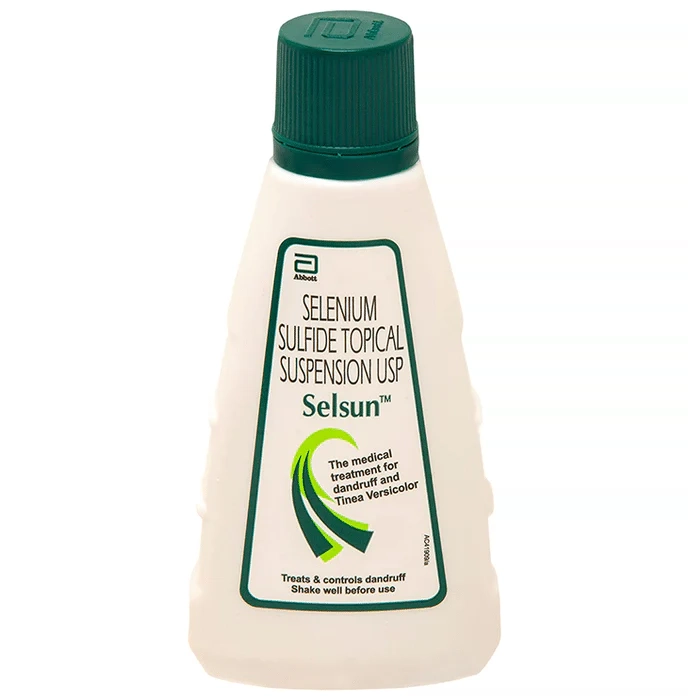 Abbott
SELENIUM
SULFIDE TOPICAL
SUSPENSION USP
Selsun™
The medical
treatment for
dandruff and
Tinea Versicolor
AC41909/a
Treats & controls dandruff
Shake well before use